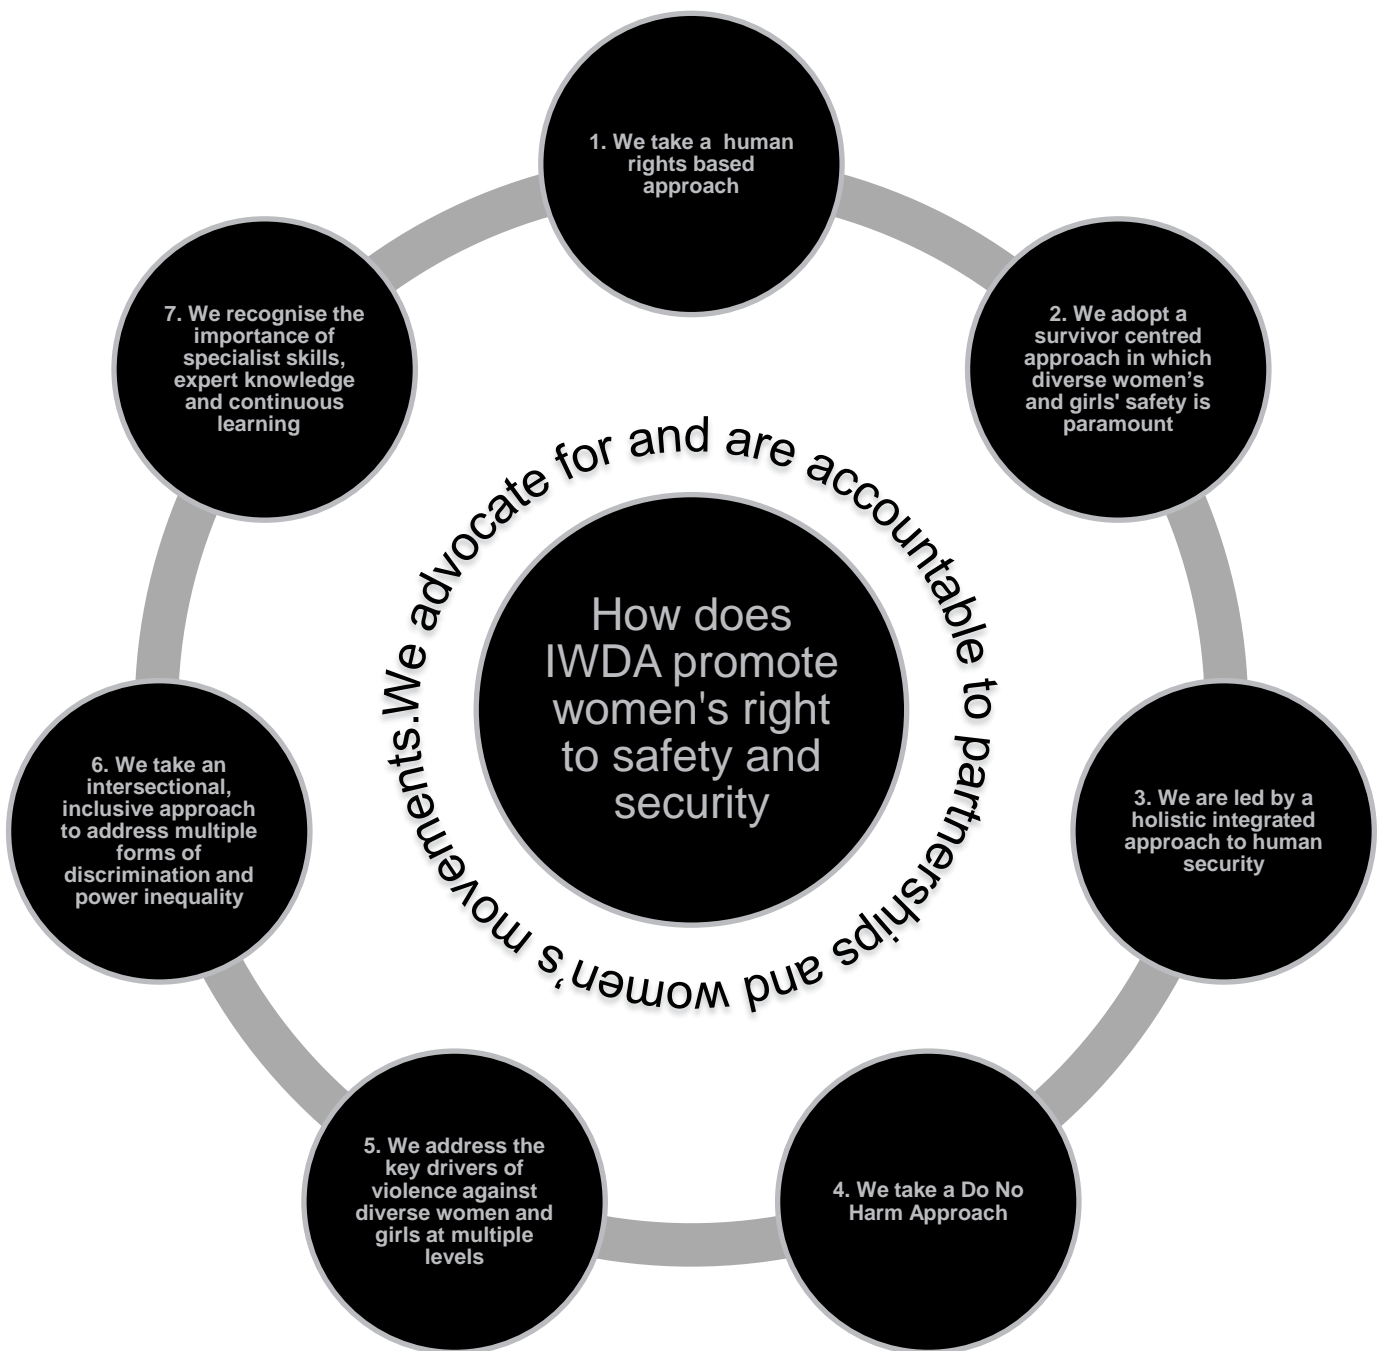 1. We take a human
rights based
approach
2. We adopt a
survivor centred
approach in which
diverse women’s
and girls' safety is
paramount
3. We are led by a
holistic integrated
approach to human
security
4. We take a Do No
Harm Approach
5. We address the
key drivers of
violence against
diverse women and
girls at multiple
levels
6. We take an
intersectional,
inclusive approach
to address multiple
forms of
discrimination and
power inequality
7. We recognise the
importance of
specialist skills,
expert knowledge
and continuous
learning
We advocate for and are accountable to partnerships and women’s movements.
How does
IWDA promote
women's right
to safety and
security